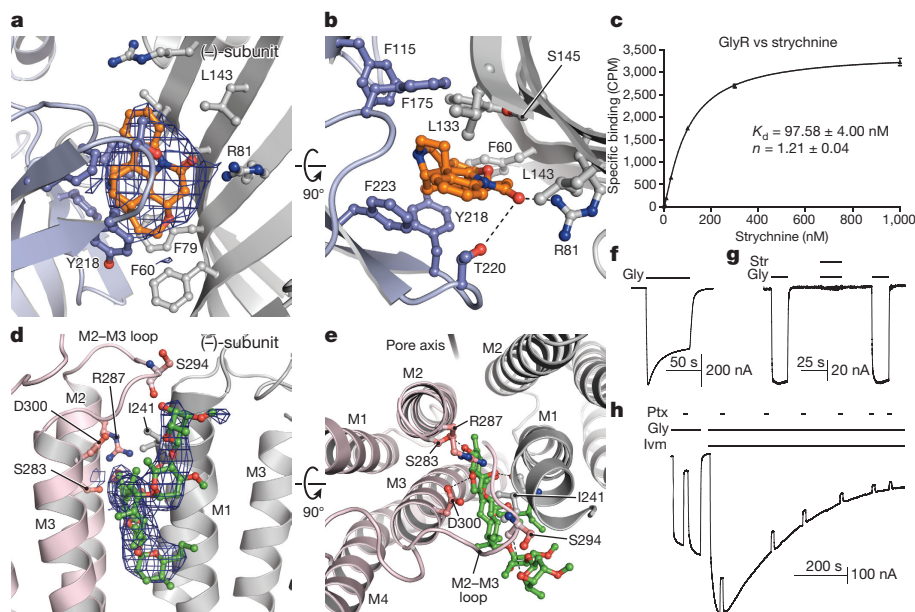 a
(–)-subunit
L143
R81
F79
Y218
F60
90°
b
F115
S145
F175
L133
F60
L143
F223
Y218
T220
R81
c
GlyR vs strychnine
Specific binding (CPM)
3,500
3,000
2,500
2,000
1,500
1,000
500
0
Kd = 97.58 ± 4.00 nM
n = 1.21 ± 0.04
0 200 400 600 800 1,000
Strychnine (nM)
f
Gly
50 s
200 nA
g
Str
Gly
25 s
20 nA
d
M2–M3 loop
(–)-subunit
S294
R287
M2
D300
I241
S283
M3
M1
M3
90°
e
Pore axis
M2
M2
R287
M1
M1
S283
M3
I241
D300
S294
M2–M3
loop
M4
h
Ptx
Gly
Ivm
200 s
100 nA